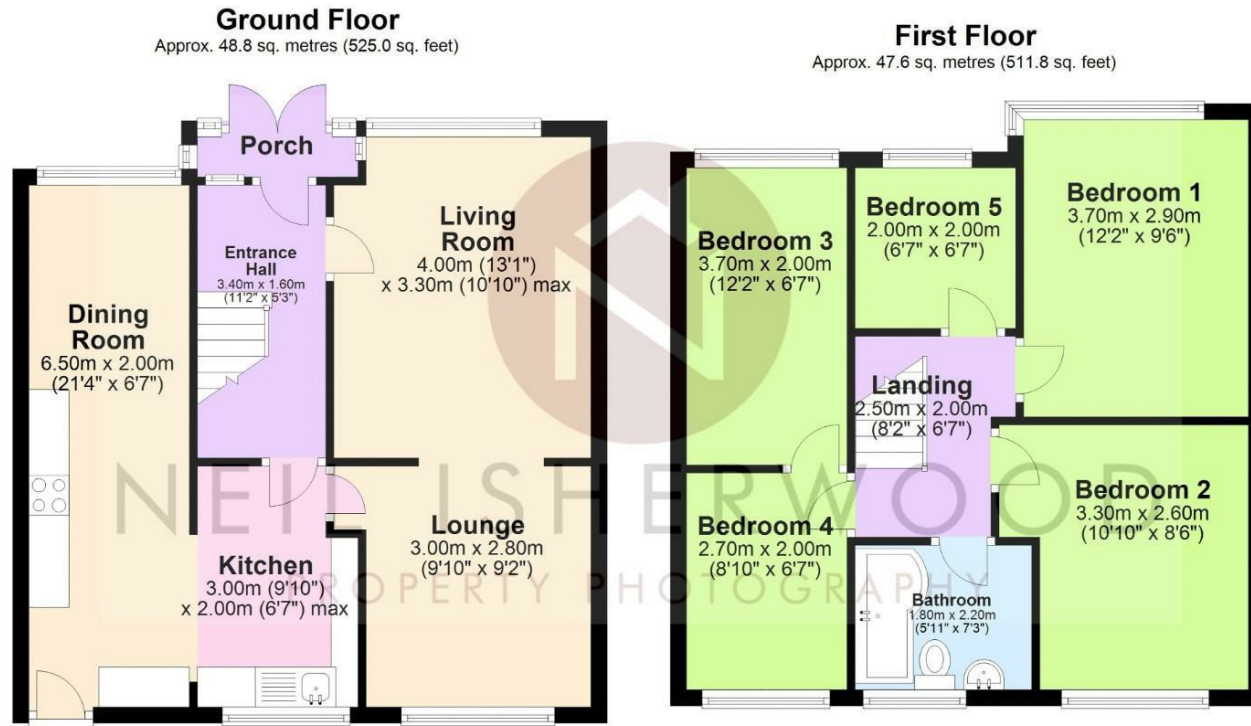 Ground Floor
Approx. 48.8 sq. metres (525.0 sq. feet)
Porch
Living
Room
4.00m (13'1")
x 3.30m (10'10") max
Entrance
Hall
3.40m x 1.60m
(11'2" x 5'3")
Dining
Room
6.50m x 2.00m
(21'4" x 6'7")
Kitchen
3.00m (9'10")
x 2.00m (6'7") max
Lounge
3.00m x 2.80m
(9'10" x 9'2")
First Floor
Approx. 47.6 sq. metres (511.8 sq. feet)
Bedroom 1
3.70m x 2.90m
(12'2" x 9'6")
Bedroom 5
2.00m x 2.00m
(6'7" x 6'7")
Bedroom 3
3.70m x 2.00m
(12'2" x 6'7")
Landing
2.50m x 2.00m
(8'2" x 6'7")
Bedroom 2
3.30m x 2.60m
(10'10" x 8'6")
Bedroom 4
2.70m x 2.00m
(8'10" x 6'7")
Bathroom
1.80m x 2.20m
(5'11" x 7'3")
NEIL ISHERWOOD
PROPERTY PHOTOGRAPHY